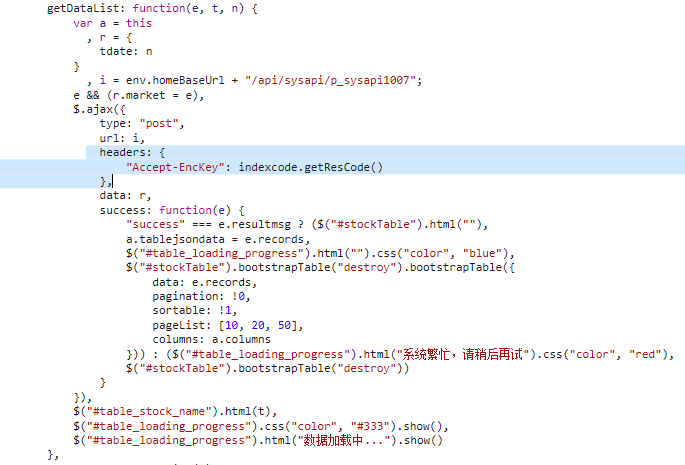 getDataList: function(e, t, n) {
var a = this
, r = {
tdate: n
}
, i = env.homeBaseUrl + "/api/sysapi/p_sysapi1007";
e && (r.market = e),
$.ajax({
type: "post",
url: i,
headers: {
"Accept-EncKey": indexcode.getResCode()
},
data: r,
success: function(e) {
"success" === e.resultmsg ? ($("#stockTable").html(""),
a.tablejsondata = e.records,
$("#table_loading_progress").html("").css("color", "blue"),
$("#stockTable").bootstrapTable("destroy").bootstrapTable({
data: e.records,
pagination: !0,
sortable: !1,
pageList: [10, 20, 50],
columns: a.columns
})) : ($("#table_loading_progress").html("系统繁忙，请稍后再试").css("color", "red"),
$("#stockTable").bootstrapTable("destroy"))
}
}),
$("#table_stock_name").html(t),
$("#table_loading_progress").css("color", "#333").show(),
$("#table_loading_progress").html("数据加载中...").show()
},